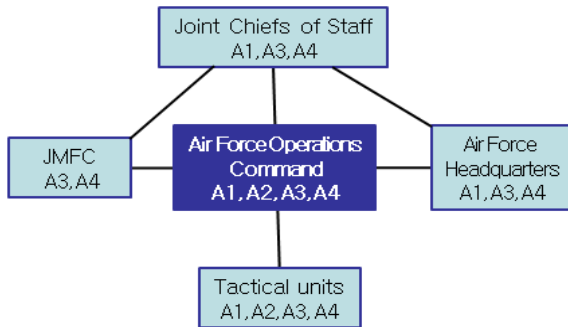 Joint Chiefs of Staff
A1,A3,A4
JMFC
A3,A4
Air Force Operations
Command
A1, A2, A3, A4
Air Force
Headquarters
A1,A3,A4
Tactical units
A1,A2,A3, A4